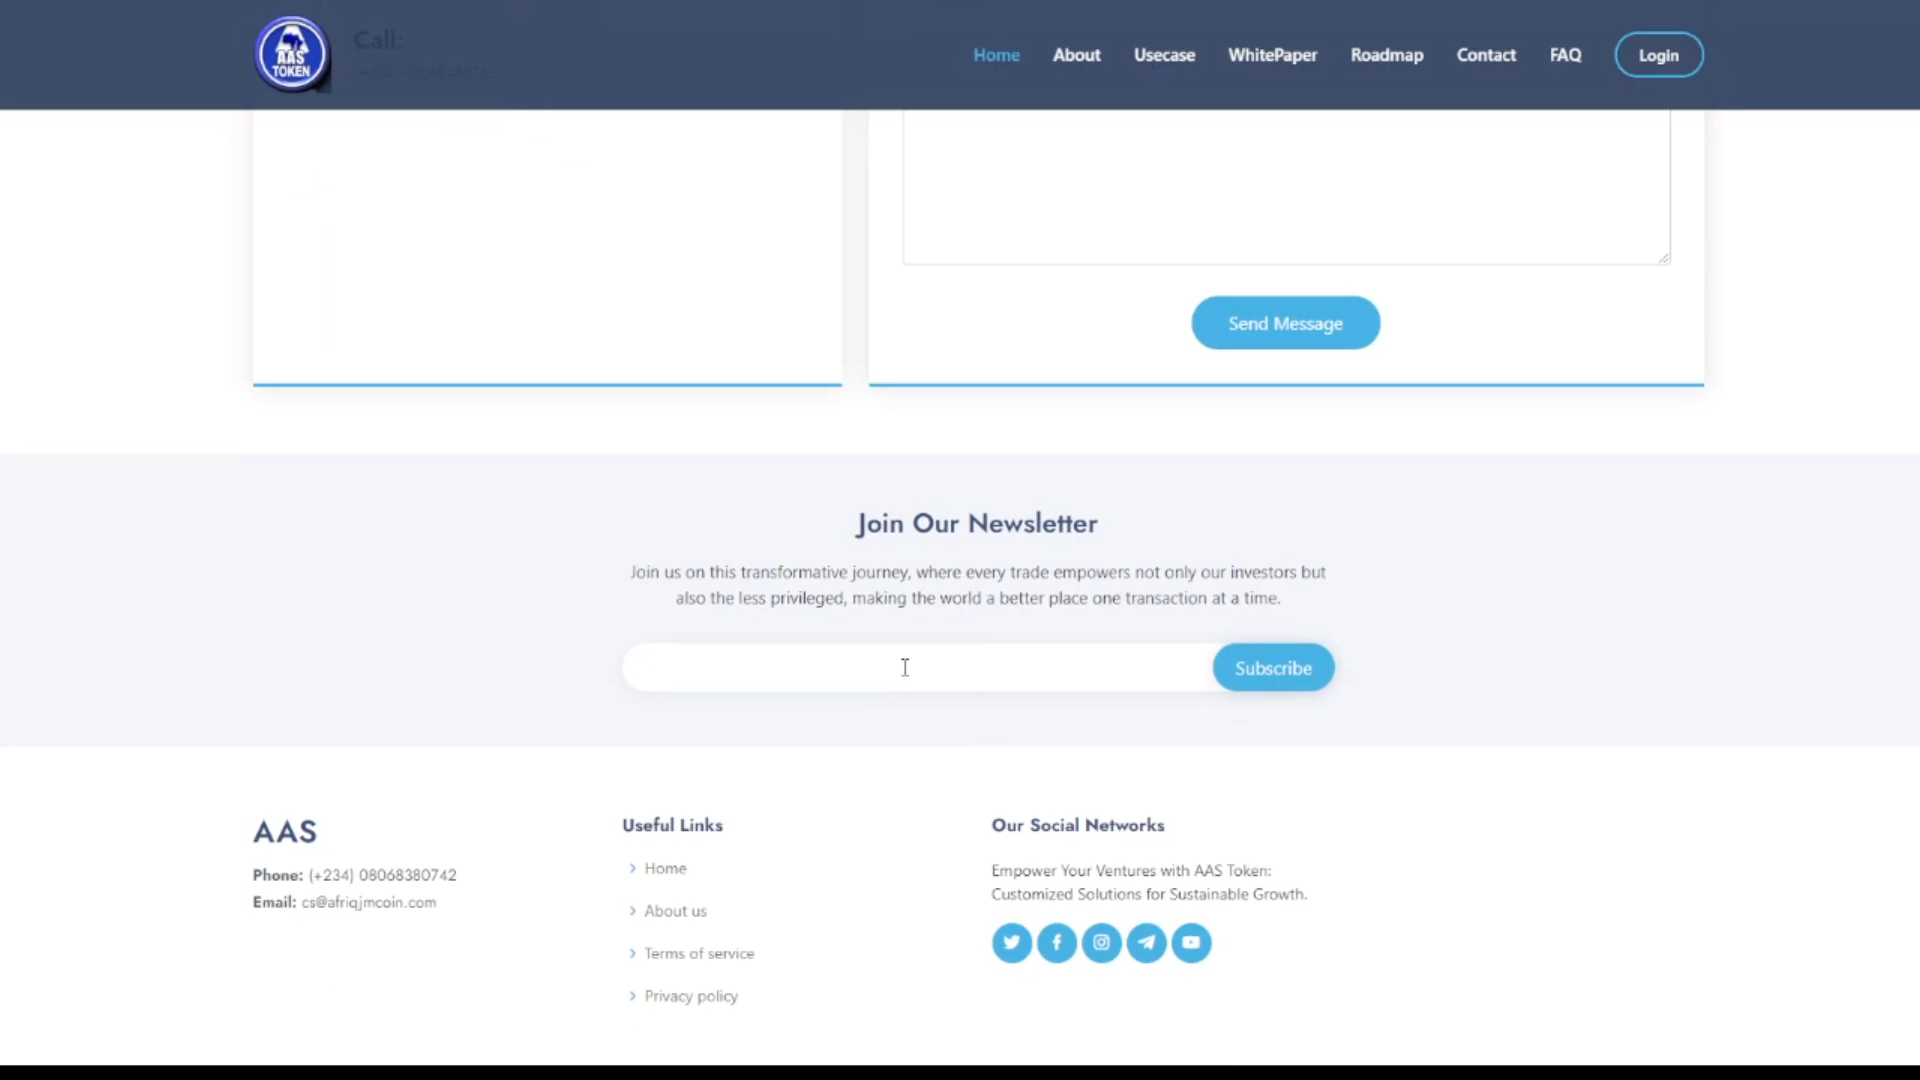 AAS
TOKEN
Call:
Home
About
Usecase
WhitePaper
Roadmap
Contact
FAQ
Login
Send Message
Join Our Newsletter
Join us on this transformative journey, where every trade empowers not only our investors but
also the less privileged, making the world a better place one transaction at a time.
Subscribe
AAS
Phone: (+234) 08068380742
Email: cs@afriqjmcoin.com
Useful Links
Home
About us
Terms of service
Privacy policy
Our Social Networks
Empower Your Ventures with AAS Token:
Customized Solutions for Sustainable Growth.